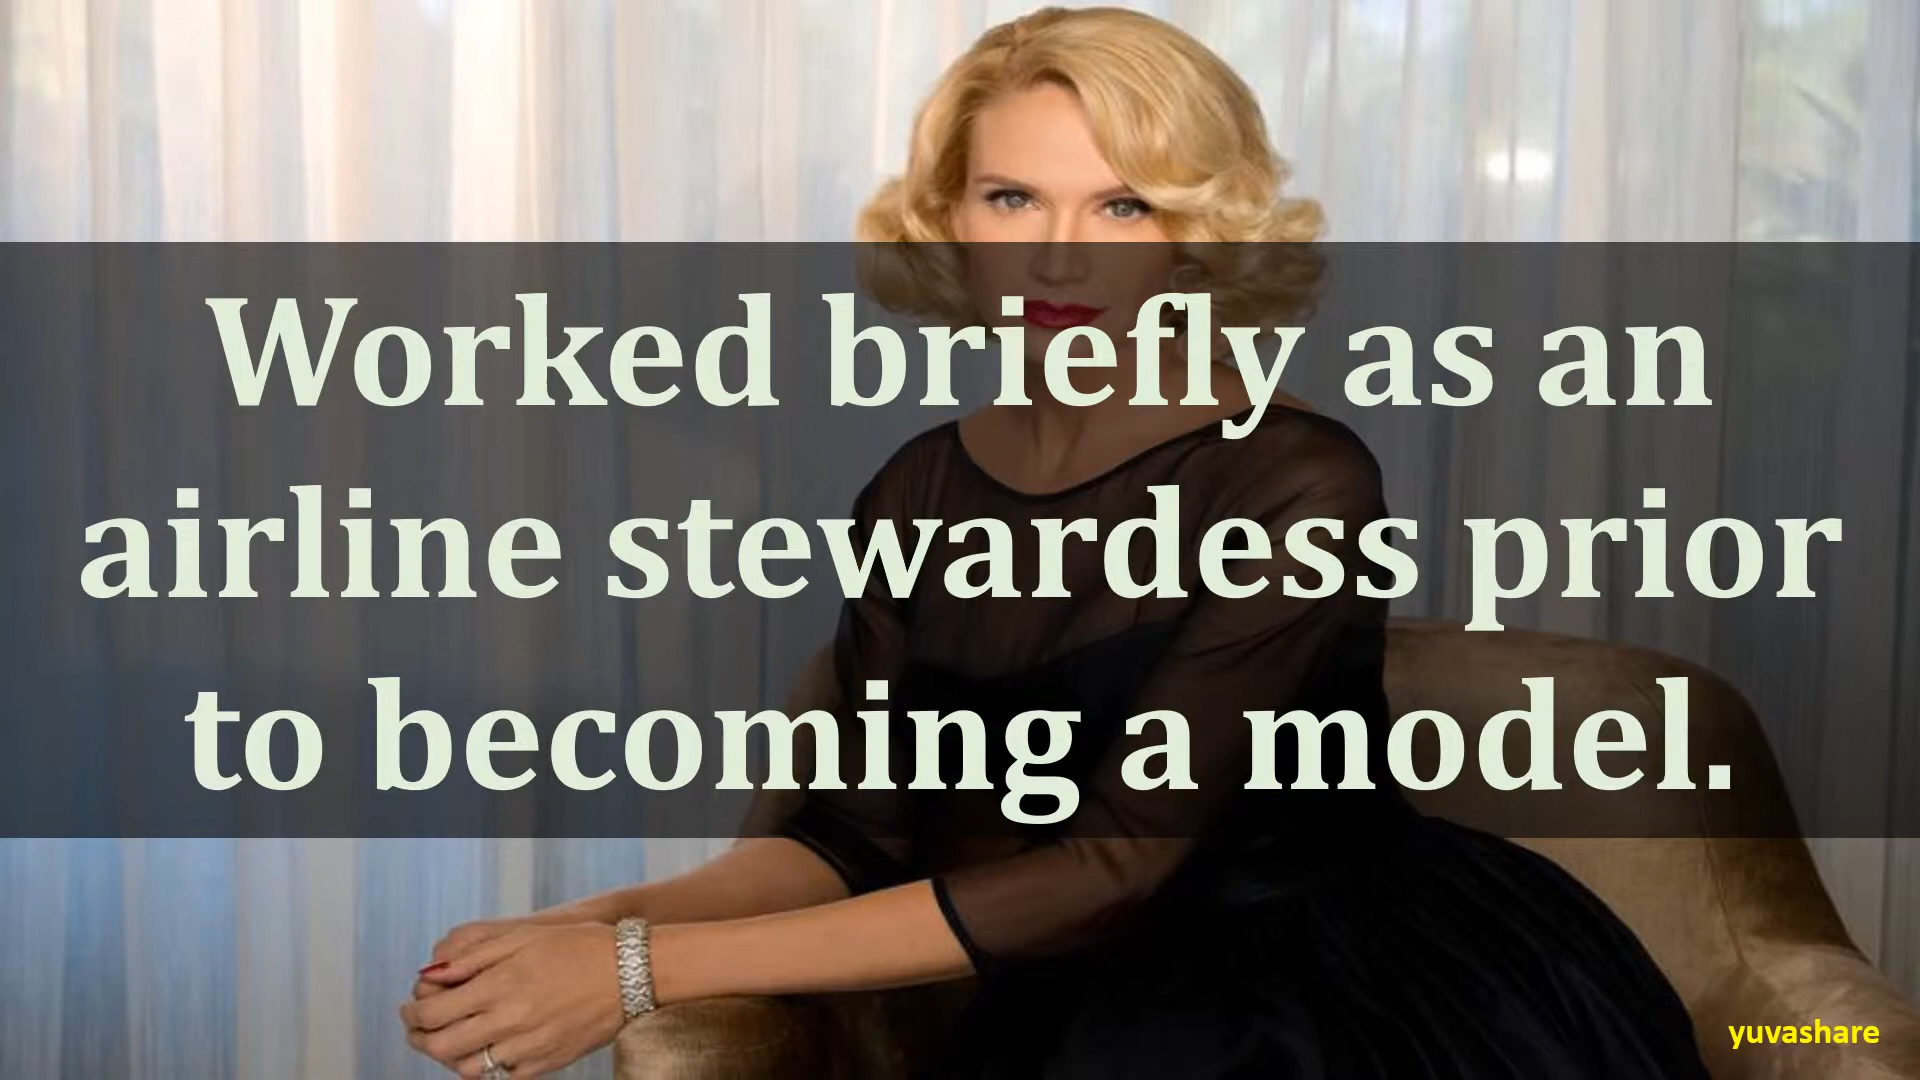 Worked briefly as an
airline stewardess prior
to becoming a model.
yuvashare